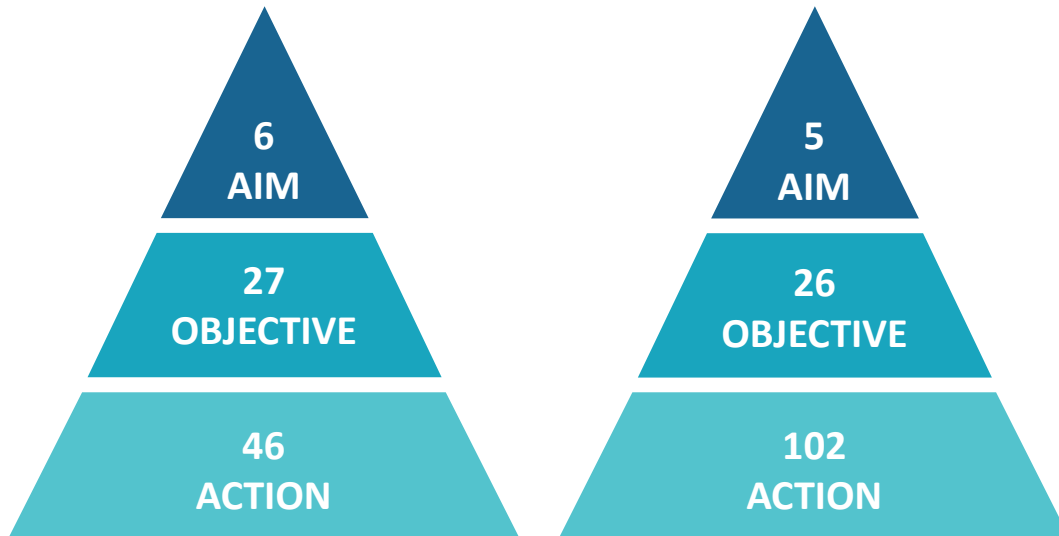 6
AIM
27
OBJECTIVE
46
ACTION
5
AIM
26
OBJECTIVE
102
ACTION